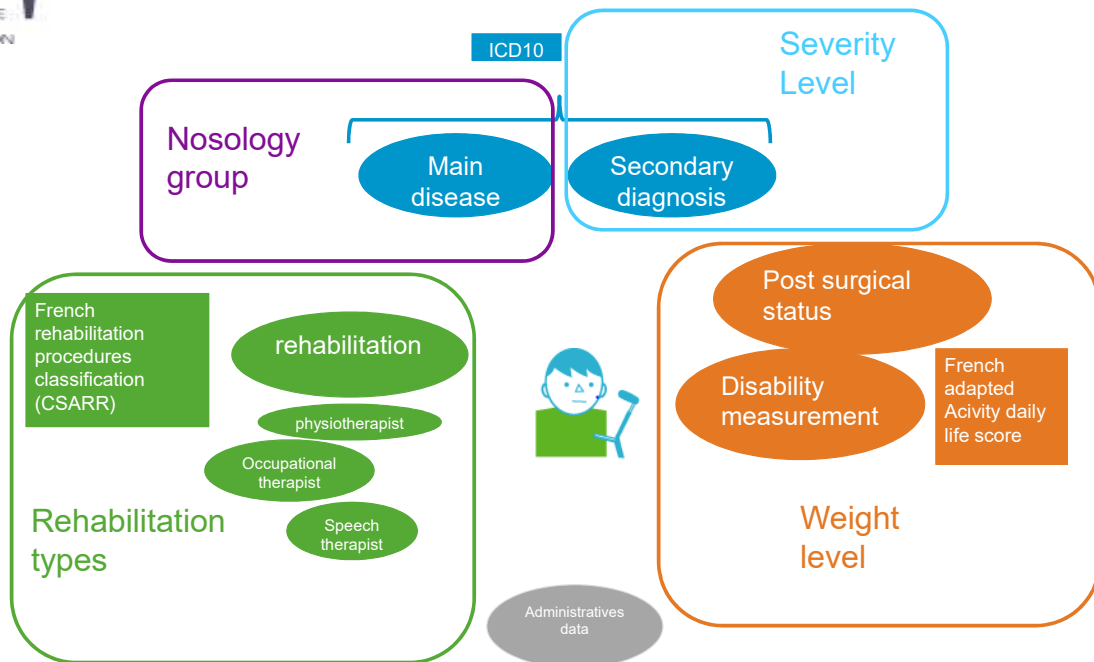 ICD10
Severity
Level
Nosology
group
Main
disease
Secondary
diagnosis
French
rehabilitation
procedures
classification
(CSARR)
rehabilitation
physiotherapist
Occupational
therapist
Speech
therapist
Rehabilitation
types
Post surgical
status
Disability
measurement
French
adapted
Acivity daily
life score
Weight
level
Administratives
data